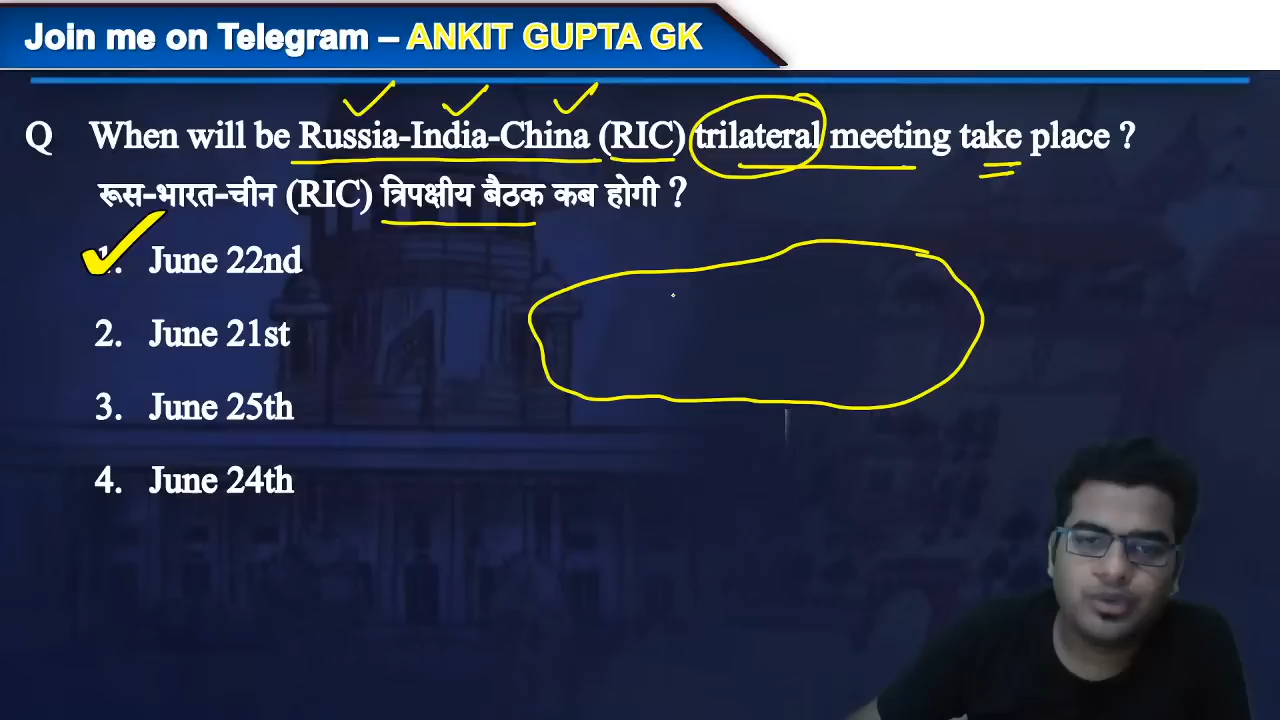 Join me on Telegram – ANKIT GUPTA GK
Q When will be Russia-India-China (RIC) trilateral meeting take place ?
रूस-भारत-चीन (RIC) त्रिपक्षीय बैठक कब होगी ?
1. June 22nd
2. June 21st
3. June 25th
4. June 24th